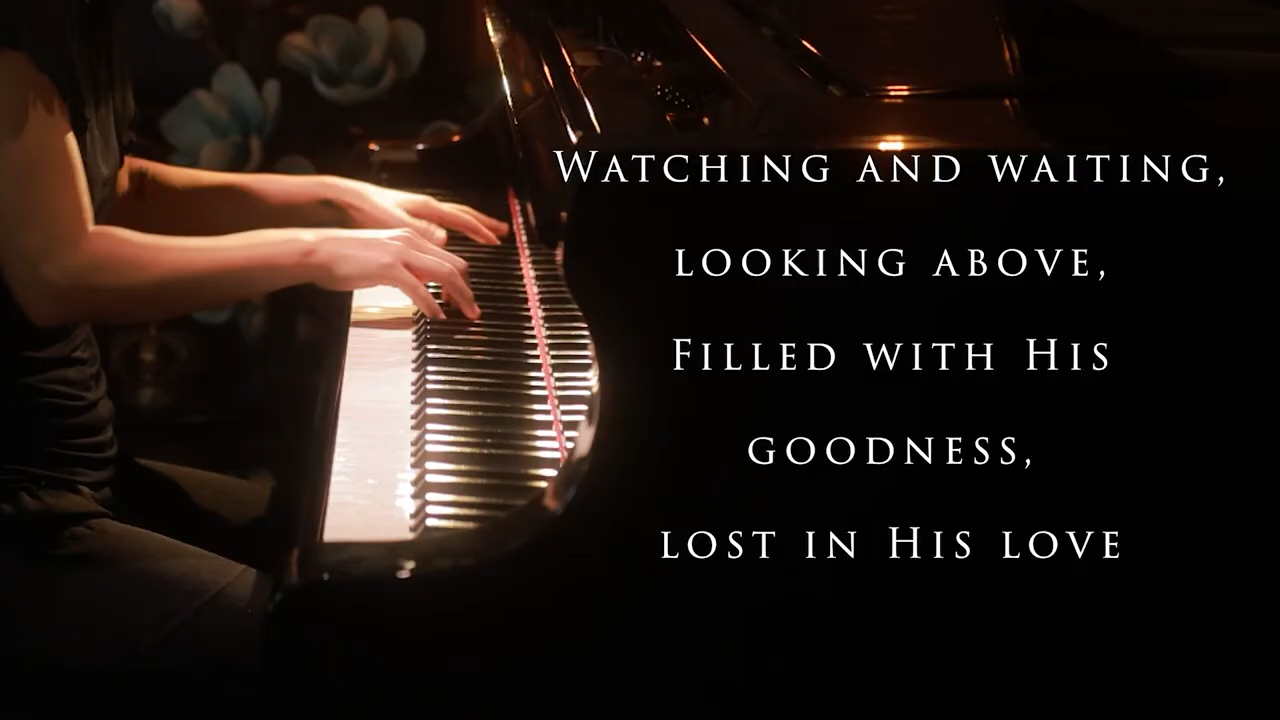 Watching and waiting,
looking above,
Filled with His
goodness,
lost in His love